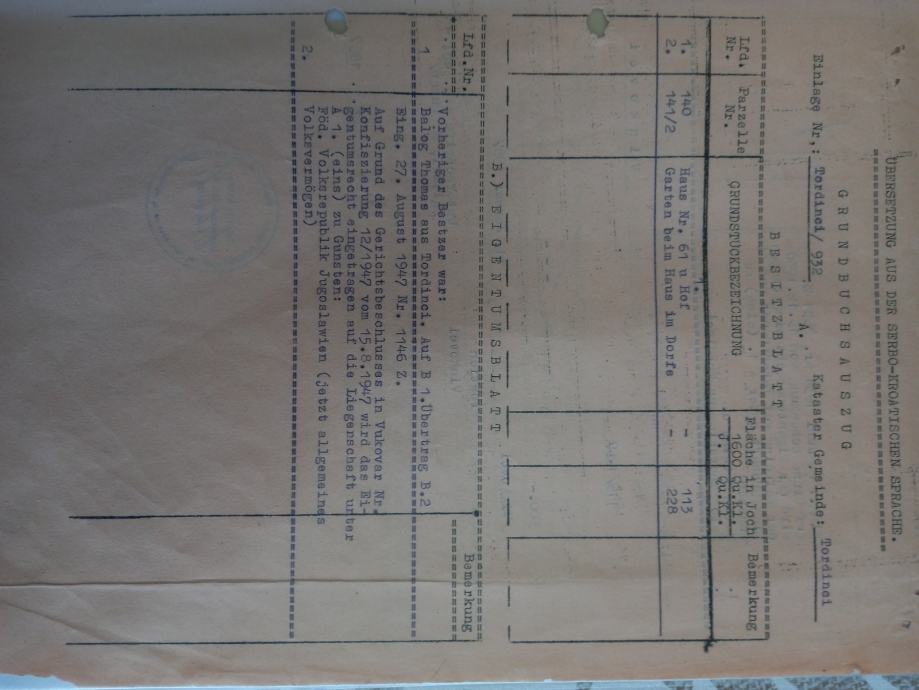 ÜBERSETZUNG AUS DER SERBO-KROATISCHEN SPRACHE.
GRUNDBUCHSAUSZUG
Einlage Nr,: Tordinci/932 A. Kataster Gemeinde: Tordinci
BESITZBLATT
Lfd. Nr. Parzelle Nr. GRUNDSTÜCKBEZEICHNUNG Fläche in Joch 1600 Qu.Kl. J. Qu.Kl. Bemerkung
1. 140 Haus Nr. 61 u Hof - 113
2. 141/2 Garten beim Haus im Dorfe - 228
B.) EIGENTUMSBLATT
Lfd.Nr. Bemerkung
Vorheriger Bestzer war:
1 Balog Thomas aus Tordinci. Auf B 1.Übertrag B.2
Eing. 27. August 1947 Nr. 1146 Z.
Auf Grund des Gerichtsbeschlusses in Vukovar Nr.
Konfiszierung 12/1947 vom 15.8.1947 wird das Ei-
gentumsrecht eingetragen auf die Liegenschaft unter
A 1. (eins) zu Gunsten:
Föd. Volksrepublik Jugoslawien (jetzt allgemeines
2. Volksvermögen)